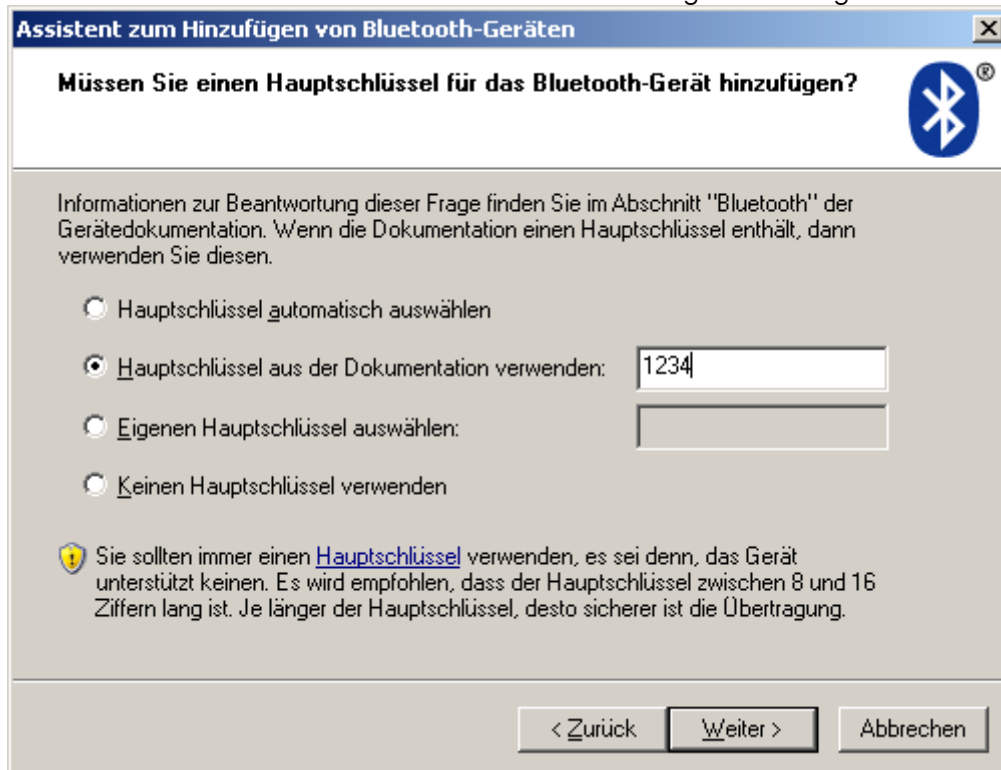 Assistent zum Hinzufügen von Bluetooth-Geräten
Müssen Sie einen Hauptschlüssel für das Bluetooth-Gerät hinzufügen?
®
Informationen zur Beantwortung dieser Frage finden Sie im Abschnitt "Bluetooth" der
Gerätedokumentation. Wenn die Dokumentation einen Hauptschlüssel enthält, dann
verwenden Sie diesen.
Hauptschlüssel automatisch auswählen
Hauptschlüssel aus der Dokumentation verwenden: 1234
Eigenen Hauptschlüssel auswählen:
Keinen Hauptschlüssel verwenden
Sie sollten immer einen Hauptschlüssel verwenden, es sei denn, das Gerät
unterstützt keinen. Es wird empfohlen, dass der Hauptschlüssel zwischen 8 und 16
Ziffern lang ist. Je länger der Hauptschlüssel, desto sicherer ist die Übertragung.
< Zurück Weiter > Abbrechen